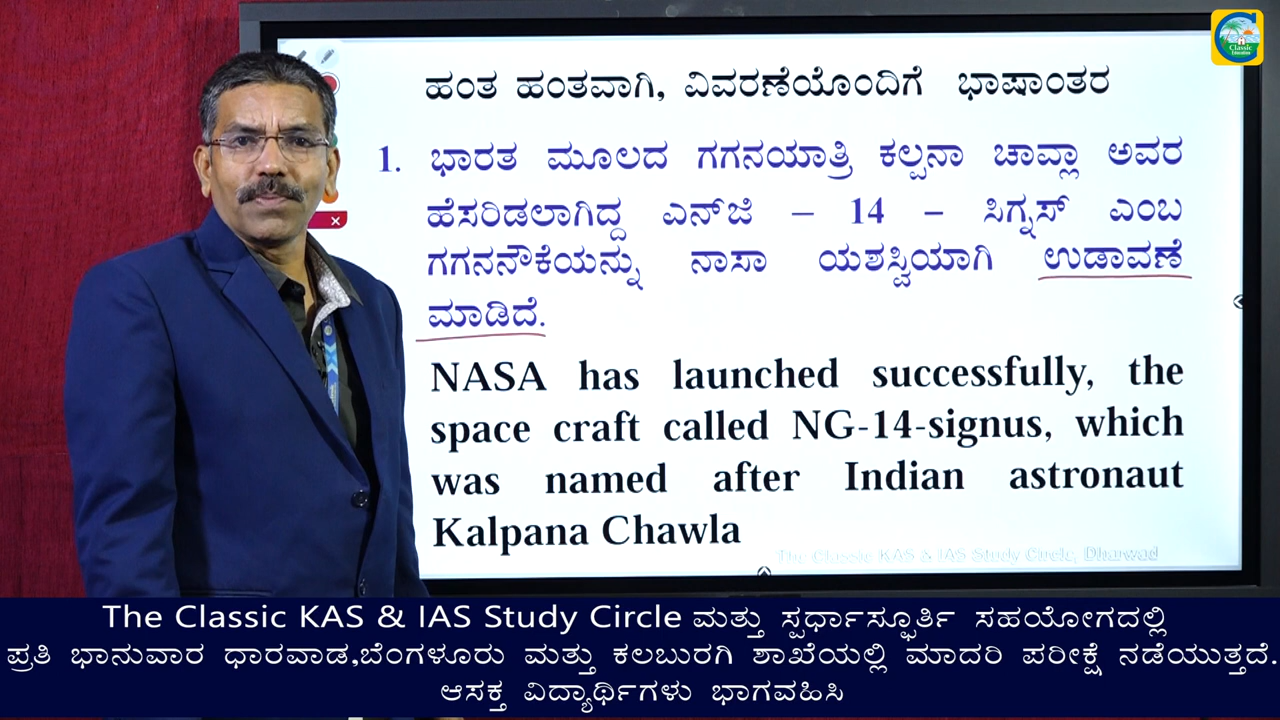 Classic
Education
ಹಂತ ಹಂತವಾಗಿ, ವಿವರಣೆಯೊಂದಿಗೆ ಭಾಷಾಂತರ
1. ಭಾರತ ಮೂಲದ ಗಗನಯಾತ್ರಿ ಕಲ್ಪನಾ ಚಾವ್ಲಾ ಅವರ
ಹೆಸರಿಡಲಾಗಿದ್ದ ಎನ್‌ಜಿ – 14 – ಸಿಗ್ನಸ್ ಎಂಬ
ಗಗನನೌಕೆಯನ್ನು ನಾಸಾ ಯಶಸ್ವಿಯಾಗಿ ಉಡಾವಣೆ
ಮಾಡಿದೆ.
NASA has launched successfully, the
space craft called NG-14-signus, which
was named after Indian astronaut
Kalpana Chawla
The Classic KAS & IAS Study Circle, Dharwad
The Classic KAS & IAS Study Circle ಮತ್ತು ಸ್ಪರ್ಧಾಸ್ಫೂರ್ತಿ ಸಹಯೋಗದಲ್ಲಿ
ಪ್ರತಿ ಭಾನುವಾರ ಧಾರವಾಡ,ಬೆಂಗಳೂರು ಮತ್ತು ಕಲಬುರಗಿ ಶಾಖೆಯಲ್ಲಿ ಮಾದರಿ ಪರೀಕ್ಷೆ ನಡೆಯುತ್ತದೆ.
ಆಸಕ್ತ ವಿದ್ಯಾರ್ಥಿಗಳು ಭಾಗವಹಿಸಿ